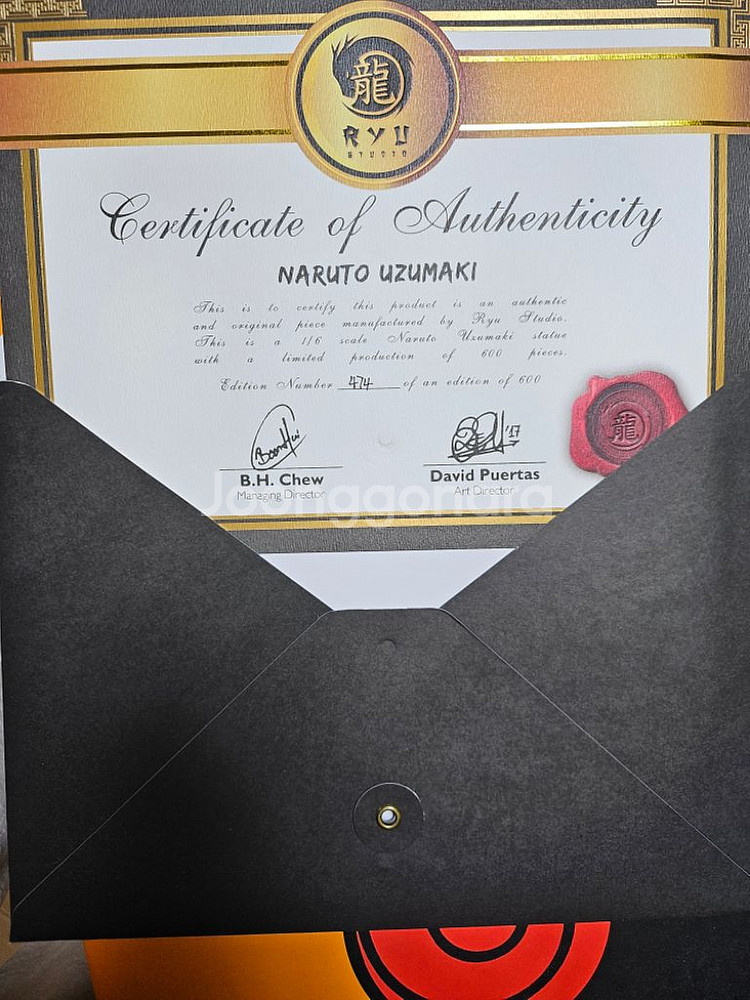 龍
RYU
STUDIO
Certificate of Authenticity
NARUTO UZUMAKI
This is to certify this product is an authentic
and original piece manufactured by Ryu Studio.
This is a 1/6 scale Naruto Uzumaki statue
with a limited production of 600 pieces.
Edition Number 474 of an edition of 600
龍
'17
B.H. Chew
David Puertas
Managing Director
Art Director
Joonggonara